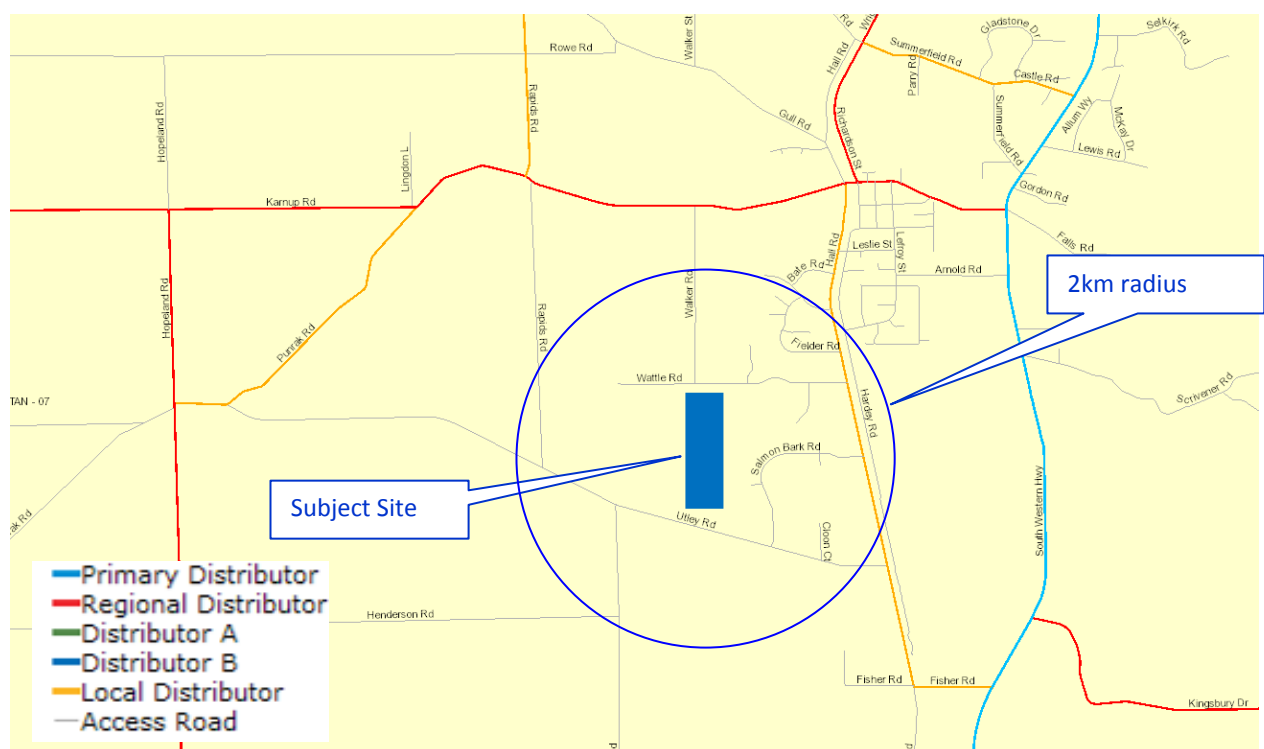 Rowe Rd
Walker St
Hall Rd
Summerfield Rd
Parry Rd
Gladstone Dr
Selkirk Rd
Castle Rd
Hopeland Rd
Rapids Rd
Gull Rd
Richardson St
Summerfield Rd
Allum Wy
McKay Dr
Lewis Rd
Lingdon L
Karnup Rd
Gordon Rd
Falls Rd
Hall Rd
Leslie St
Lefroy St
Arnold Rd
Bate Rd
Walker Rd
2km radius
Hopeland Rd
Punrak Rd
Rapids Rd
Fielder Rd
Wattle Rd
Hardey Rd
Scrivener Rd
TAN - 07
Salmon Bark Rd
Subject Site
Utley Rd
Cloon Ct
South Western Hwy
Primary Distributor
Regional Distributor
Distributor A
Distributor B
Local Distributor
Access Road
Henderson Rd
Fisher Rd
Fisher Rd
Kingsbury Dr